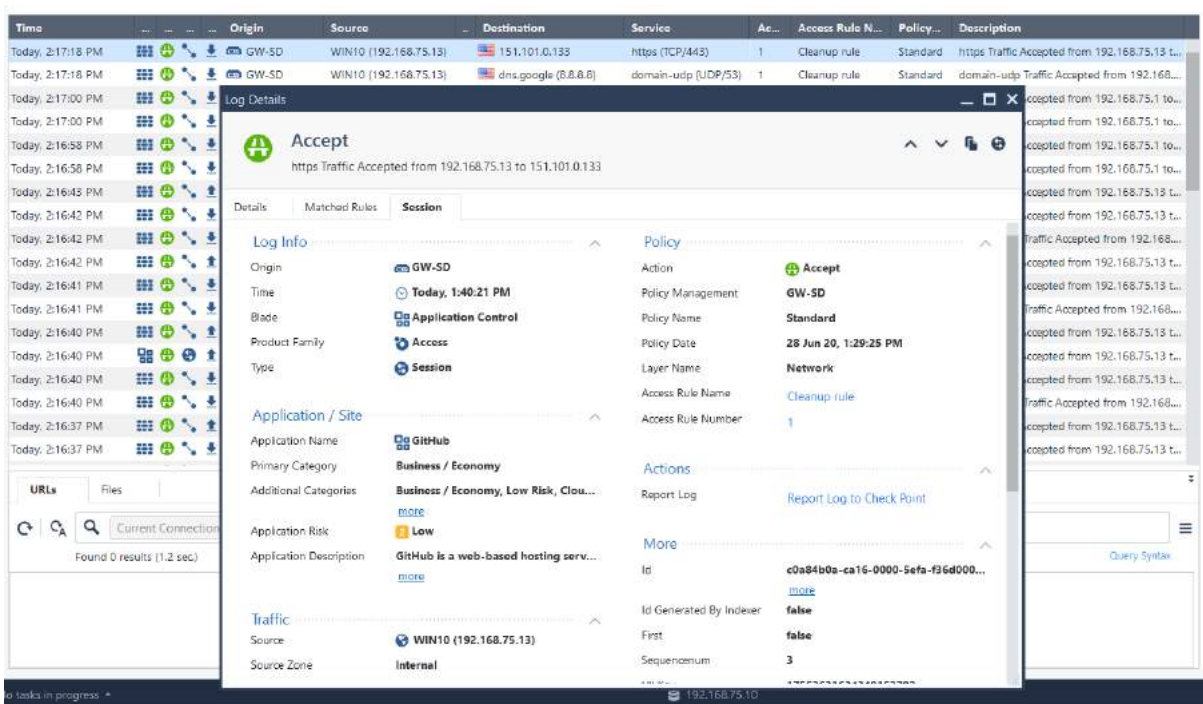 Time ... ... ... ... Origin Source ... Destination Service Ac... Access Rule N... Policy... Description
Today, 2:17:18 PM GW-SD WIN10 (192.168.75.13) 151.101.0.133 https (TCP/443) 1 Cleanup rule Standard https Traffic Accepted from 192.168.75.13 t...
Today, 2:17:18 PM GW-SD WIN10 (192.168.75.13) dns.google (8.8.8.8) domain-udp (UDP/53) 1 Cleanup rule Standard domain-udp Traffic Accepted from 192.168....
Today, 2:17:00 PM accepted from 192.168.75.1 to...
Today, 2:17:00 PM accepted from 192.168.75.1 to...
Today, 2:16:58 PM accepted from 192.168.75.1 to...
Today, 2:16:58 PM accepted from 192.168.75.1 to...
Today, 2:16:43 PM accepted from 192.168.75.13 t...
Today, 2:16:42 PM accepted from 192.168.75.13 t...
Today, 2:16:42 PM Traffic Accepted from 192.168....
Today, 2:16:42 PM accepted from 192.168.75.13 t...
Today, 2:16:41 PM accepted from 192.168.75.13 t...
Today, 2:16:41 PM Traffic Accepted from 192.168....
Today, 2:16:40 PM accepted from 192.168.75.13 t...
Today, 2:16:40 PM accepted from 192.168.75.13 t...
Today, 2:16:40 PM accepted from 192.168.75.13 t...
Today, 2:16:40 PM Traffic Accepted from 192.168....
Today, 2:16:37 PM accepted from 192.168.75.13 t...
Today, 2:16:37 PM accepted from 192.168.75.13 t...
Log Details
Accept
https Traffic Accepted from 192.168.75.13 to 151.101.0.133
Details Matched Rules Session
Log Info
Origin GW-SD
Time Today, 1:40:21 PM
Blade Application Control
Product Family Access
Type Session
Application / Site
Application Name GitHub
Primary Category Business / Economy
Additional Categories Business / Economy, Low Risk, Clou...
more
Application Risk 2 Low
Application Description GitHub is a web-based hosting serv...
more
Traffic
Source WIN10 (192.168.75.13)
Source Zone Internal
Policy
Action Accept
Policy Management GW-SD
Policy Name Standard
Policy Date 28 Jun 20, 1:29:25 PM
Layer Name Network
Access Rule Name Cleanup rule
Access Rule Number 1
Actions
Report Log Report Log to Check Point
More
Id c0a84b0a-ca16-0000-5efa-f36d000...
more
Id Generated By Indexer false
First false
Sequencenum 3
URLs Files
Current Connection
Found 0 results (1.2 sec.)
Query Syntax
No tasks in progress
192.168.75.10